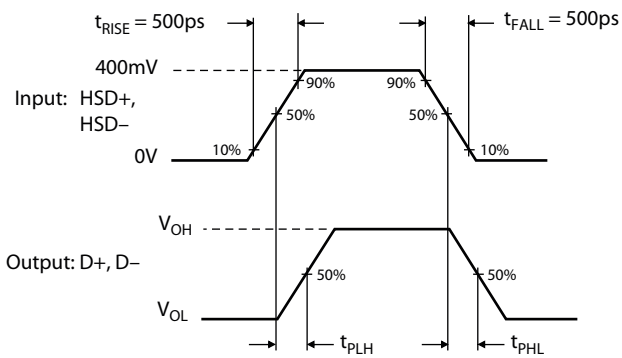 t_RISE = 500ps
t_FALL = 500ps
400mV
90%
90%
Input: HSD+,
HSD–
50%
50%
10%
10%
0V
V_OH
Output: D+, D–
50%
50%
V_OL
t_PLH
t_PHL